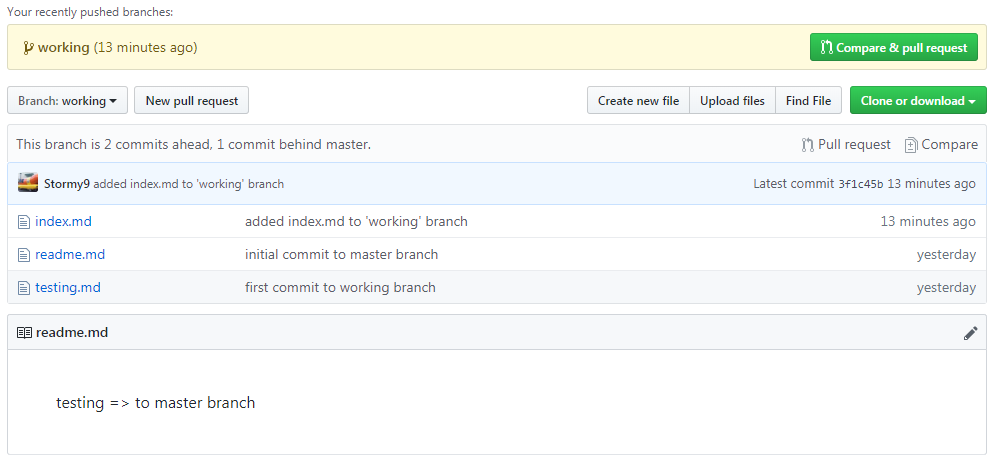 Your recently pushed branches:
working (13 minutes ago) Compare & pull request
Branch: working New pull request Create new file Upload files Find File Clone or download
This branch is 2 commits ahead, 1 commit behind master. Pull request Compare
Stormy9 added index.md to 'working' branch Latest commit 3f1c45b 13 minutes ago
index.md added index.md to 'working' branch 13 minutes ago
readme.md initial commit to master branch yesterday
testing.md first commit to working branch yesterday
readme.md
testing => to master branch